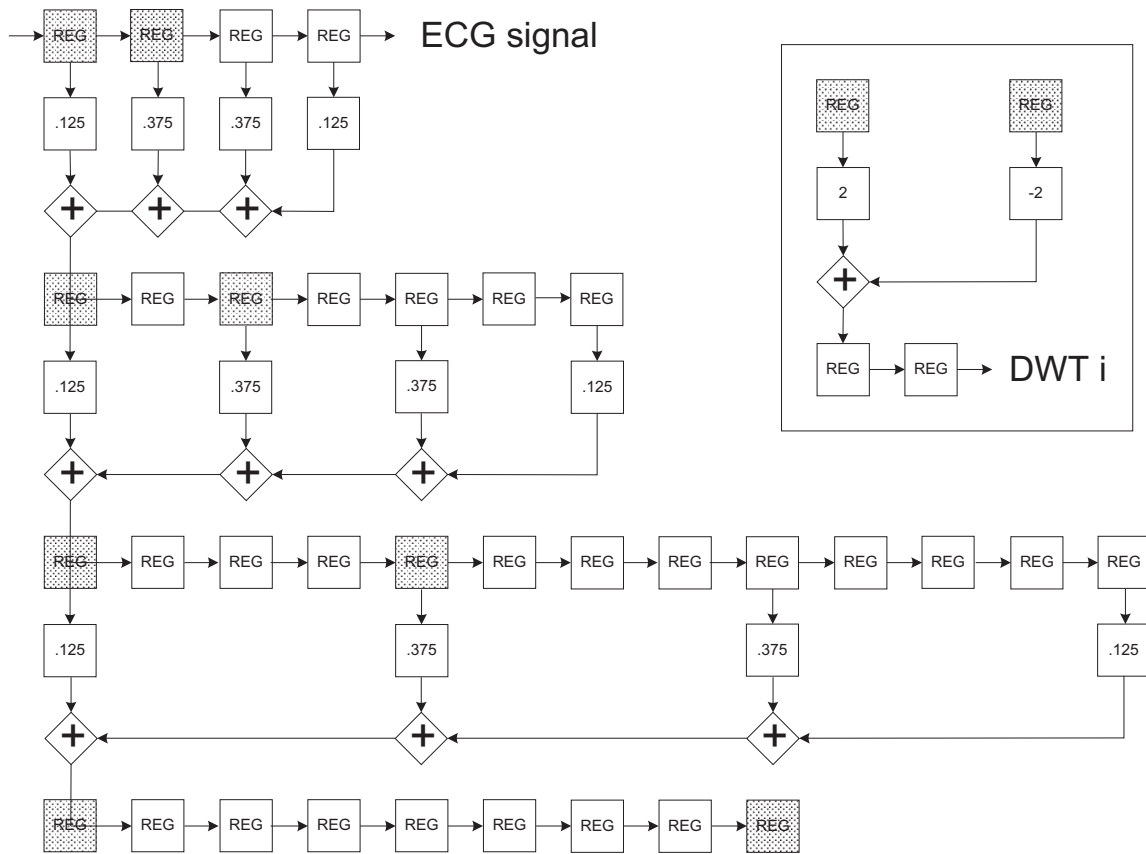 REG REG REG REG ECG signal
.125 .375 .375 .125
+ + +
REG REG REG REG REG REG REG
.125 .375 .375 .125
+ + +
REG REG REG REG REG REG REG REG REG REG REG REG REG
.125 .375 .375 .125
+ + +
REG REG REG REG REG REG REG REG REG
REG REG
2 -2
+
REG REG DWT i